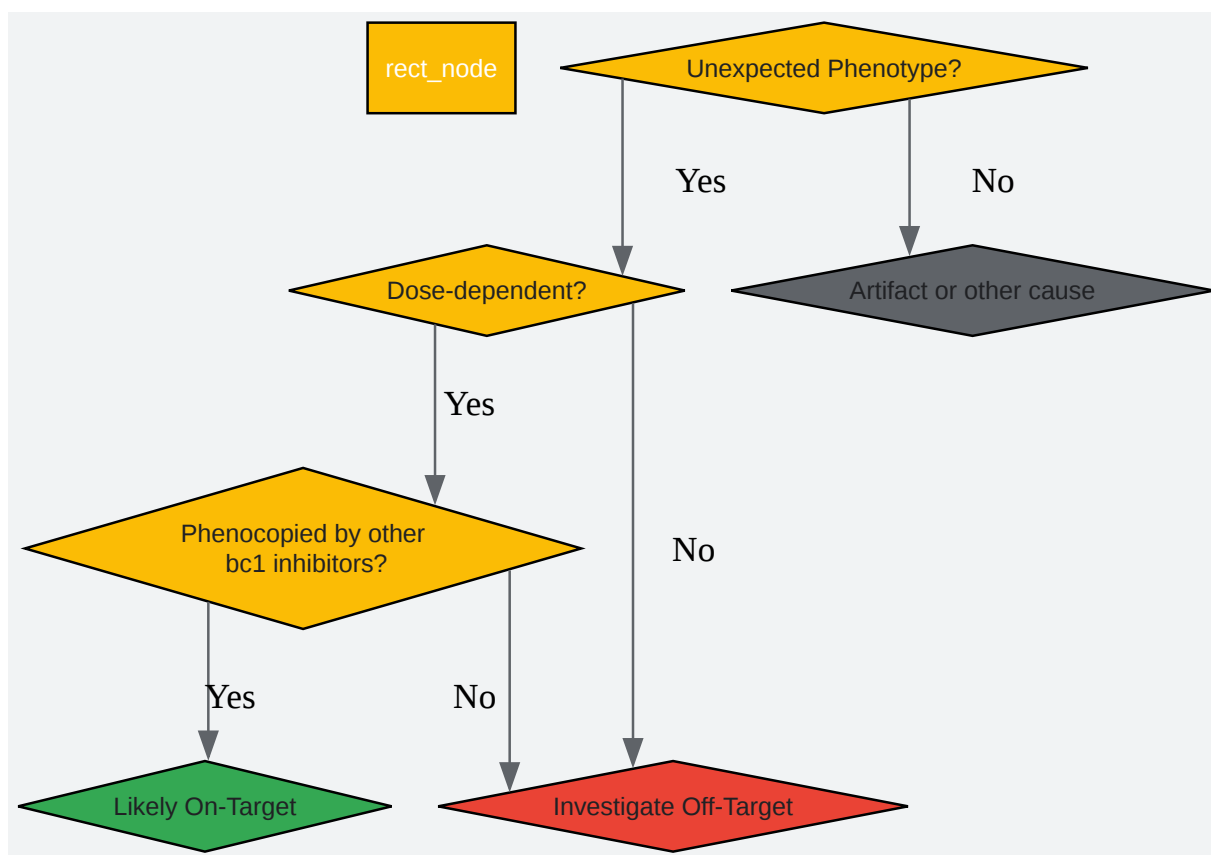 rect_node
Unexpected Phenotype?
Yes
No
Dose-dependent?
Artifact or other cause
Yes
Phenocopied by other
bc1 inhibitors?
No
Yes
No
Likely On-Target
Investigate Off-Target